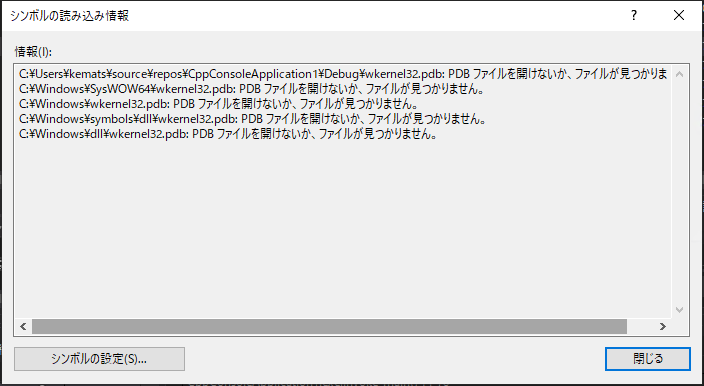 シンボルの読み込み情報
情報(I):
C:¥Users¥kemats¥source¥repos¥CppConsoleApplication1¥Debug¥wkernel32.pdb: PDB ファイルを開けないか、ファイルが見つかりま
C:¥Windows¥SysWOW64¥wkernel32.pdb: PDB ファイルを開けないか、ファイルが見つかりません。
C:¥Windows¥wkernel32.pdb: PDB ファイルを開けないか、ファイルが見つかりません。
C:¥Windows¥symbols¥dll¥wkernel32.pdb: PDB ファイルを開けないか、ファイルが見つかりません。
C:¥Windows¥dll¥wkernel32.pdb: PDB ファイルを開けないか、ファイルが見つかりません。
シンボルの設定(S)...
閉じる